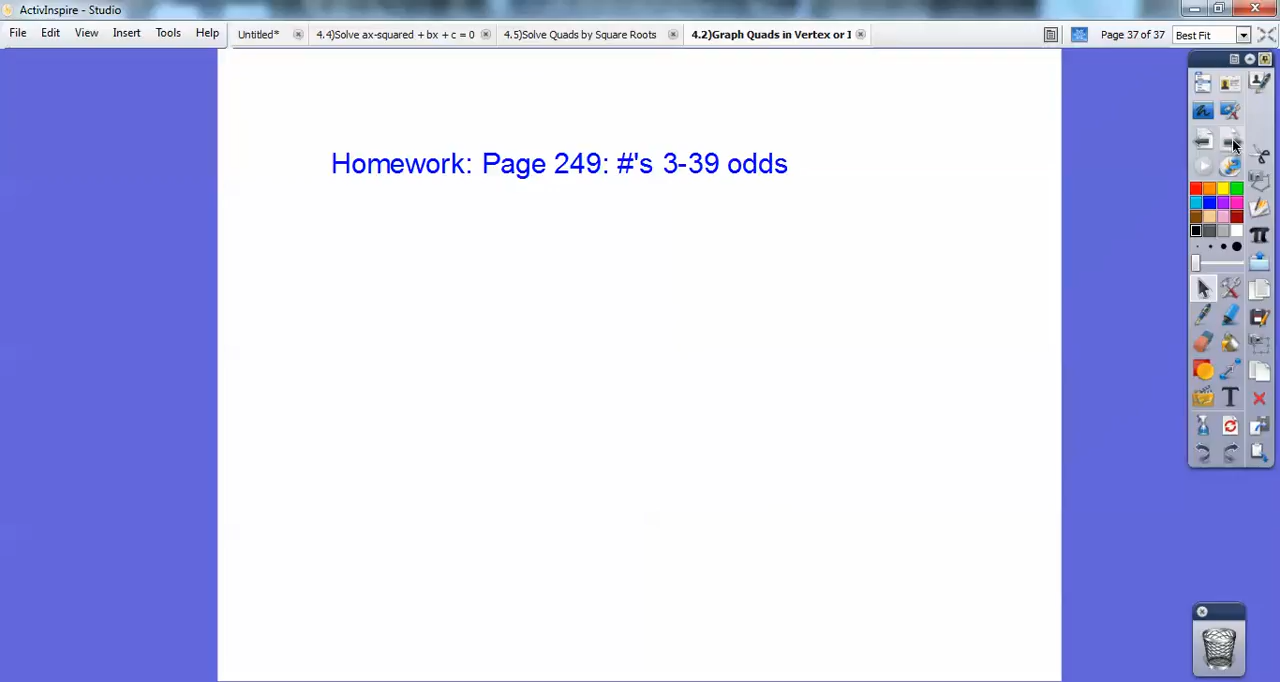 ActivInspire - Studio
File Edit View Insert Tools Help
Untitled* 4.4)Solve ax-squared + bx + c = 0 4.5)Solve Quads by Square Roots 4.2)Graph Quads in Vertex or I Page 37 of 37 Best Fit
Homework: Page 249: #'s 3-39 odds